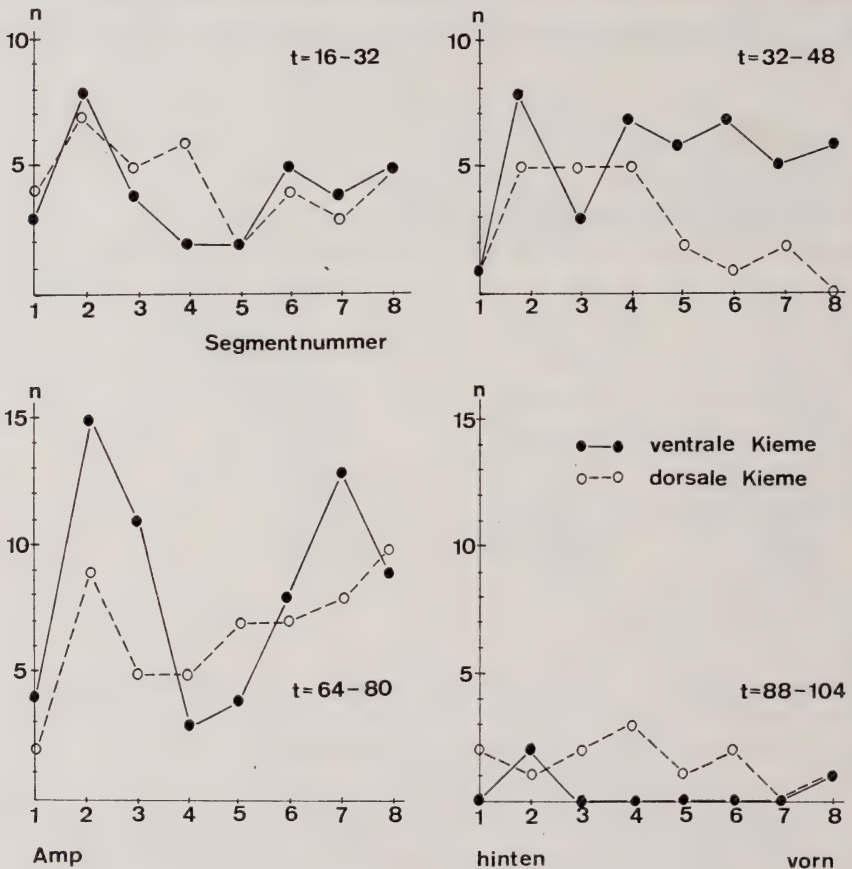 n
10
5
t=16-32
1 2 3 4 5 6 7 8
Segmentnummer
n
10
5
t=32-48
1 2 3 4 5 6 7 8
n
15
10
5
t=64-80
1 2 3 4 5 6 7 8
Amp
n
15
10
5
ventrale Kieme
dorsale Kieme
t=88-104
1 2 3 4 5 6 7 8
hinten vorn